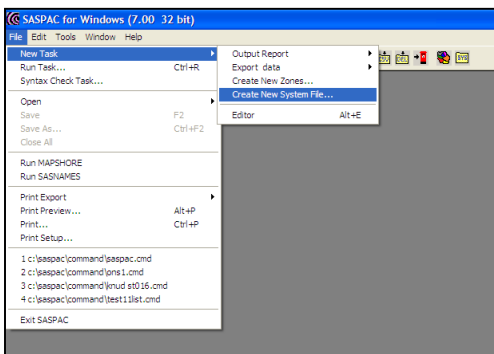 SASPAC for Windows (7.00 32 bit)
File Edit Tools Window Help
New Task
Run Task... Ctrl+R
Syntax Check Task...
Open
Save F2
Save As... Ctrl+F2
Close All
Run MAPSHORE
Run SASNAMES
Print Export
Print Preview... Alt+P
Print... Ctrl+P
Print Setup...
1 c:\saspac\command\saspac.cmd
2 c:\saspac\command\ons1.cmd
3 c:\saspac\command\knud st016.cmd
4 c:\saspac\command\test11list.cmd
Exit SASPAC
Output Report
Export data
Create New Zones...
Create New System File...
Editor Alt+E
SYS